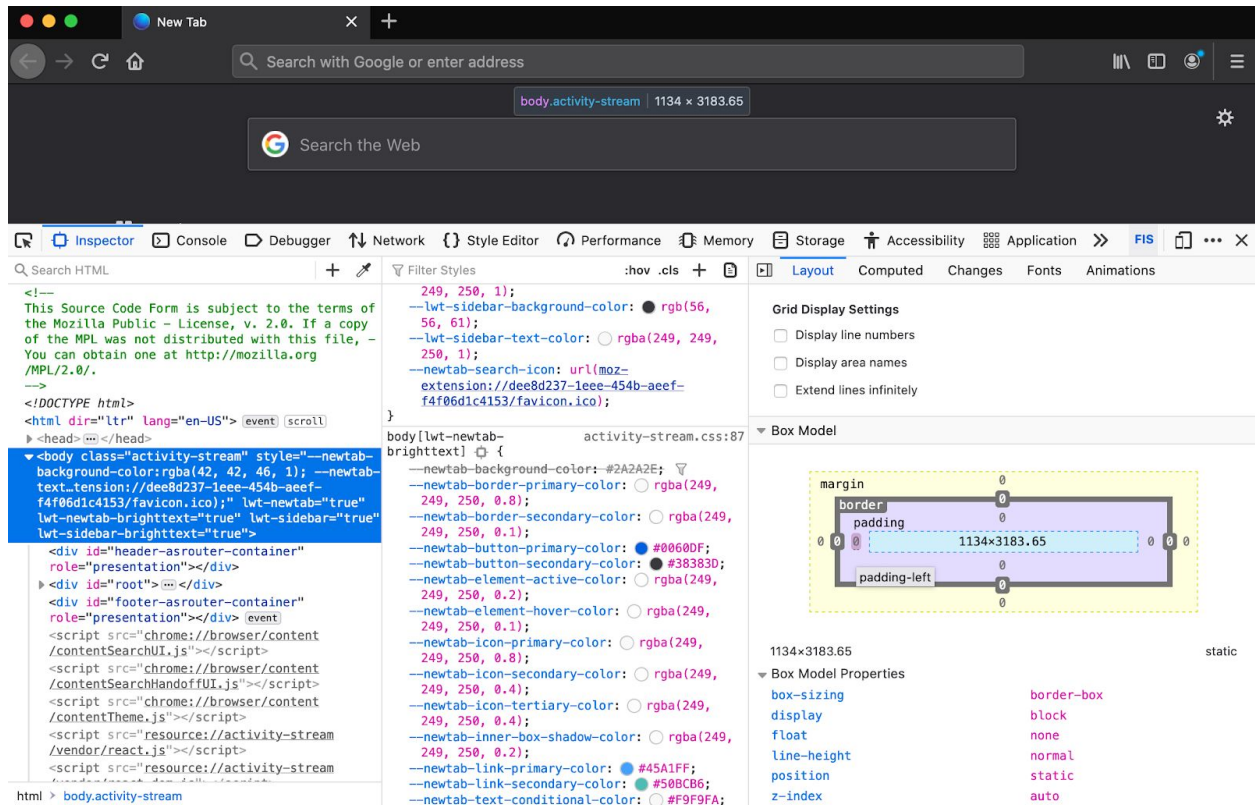 New Tab
Search with Google or enter address
body.activity-stream | 1134 × 3183.65
Search the Web
Inspector Console Debugger Network {} Style Editor Performance Memory Storage Accessibility Application FIS
Search HTML
<!--
This Source Code Form is subject to the terms of
the Mozilla Public - License, v. 2.0. If a copy
of the MPL was not distributed with this file, -
You can obtain one at http://mozilla.org
/MPL/2.0/.
-->
<!DOCTYPE html>
<html dir="ltr" lang="en-US"> event scroll
<head> ... </head>
<body class="activity-stream" style="--newtab-
background-color:rgba(42, 42, 46, 1); --newtab-
text…tension://dee8d237-1eee-454b-aeef-
f4f06d1c4153/favicon.ico);" lwt-newtab="true"
lwt-newtab-brighttext="true" lwt-sidebar="true"
lwt-sidebar-brighttext="true">
<div id="header-asrouter-container"
role="presentation"></div>
<div id="root"> ... </div>
<div id="footer-asrouter-container"
role="presentation"></div> event
<script src="chrome://browser/content
/contentSearchUI.js"></script>
<script src="chrome://browser/content
/contentSearchHandoffUI.js"></script>
<script src="chrome://browser/content
/contentTheme.js"></script>
<script src="resource://activity-stream
/vendor/react.js"></script>
<script src="resource://activity-stream
html > body.activity-stream
Filter Styles :hov .cls +
249, 250, 1);
--lwt-sidebar-background-color: rgb(56,
56, 61);
--lwt-sidebar-text-color: rgba(249, 249,
250, 1);
--newtab-search-icon: url(moz-
extension://dee8d237-1eee-454b-aeef-
f4f06d1c4153/favicon.ico);
}
body[lwt-newtab- activity-stream.css:87
brighttext] {
--newtab-background-color: #2A2A2E;
--newtab-border-primary-color: rgba(249,
249, 250, 0.8);
--newtab-border-secondary-color: rgba(249,
249, 250, 0.1);
--newtab-button-primary-color: #0060DF;
--newtab-button-secondary-color: #38383D;
--newtab-element-active-color: rgba(249,
249, 250, 0.2);
--newtab-element-hover-color: rgba(249,
249, 250, 0.1);
--newtab-icon-primary-color: rgba(249,
249, 250, 0.8);
--newtab-icon-secondary-color: rgba(249,
249, 250, 0.4);
--newtab-icon-tertiary-color: rgba(249,
249, 250, 0.4);
--newtab-inner-box-shadow-color: rgba(249,
249, 250, 0.2);
--newtab-link-primary-color: #45A1FF;
--newtab-link-secondary-color: #50BCB6;
--newtab-text-conditional-color: #F9F9FA;
Layout Computed Changes Fonts Animations
Grid Display Settings
Display line numbers
Display area names
Extend lines infinitely
Box Model
margin 0
border 0
padding 0
0 0 0 1134×3183.65 0 0 0
0
padding-left
0
0
1134×3183.65 static
Box Model Properties
box-sizing border-box
display block
float none
line-height normal
position static
z-index auto